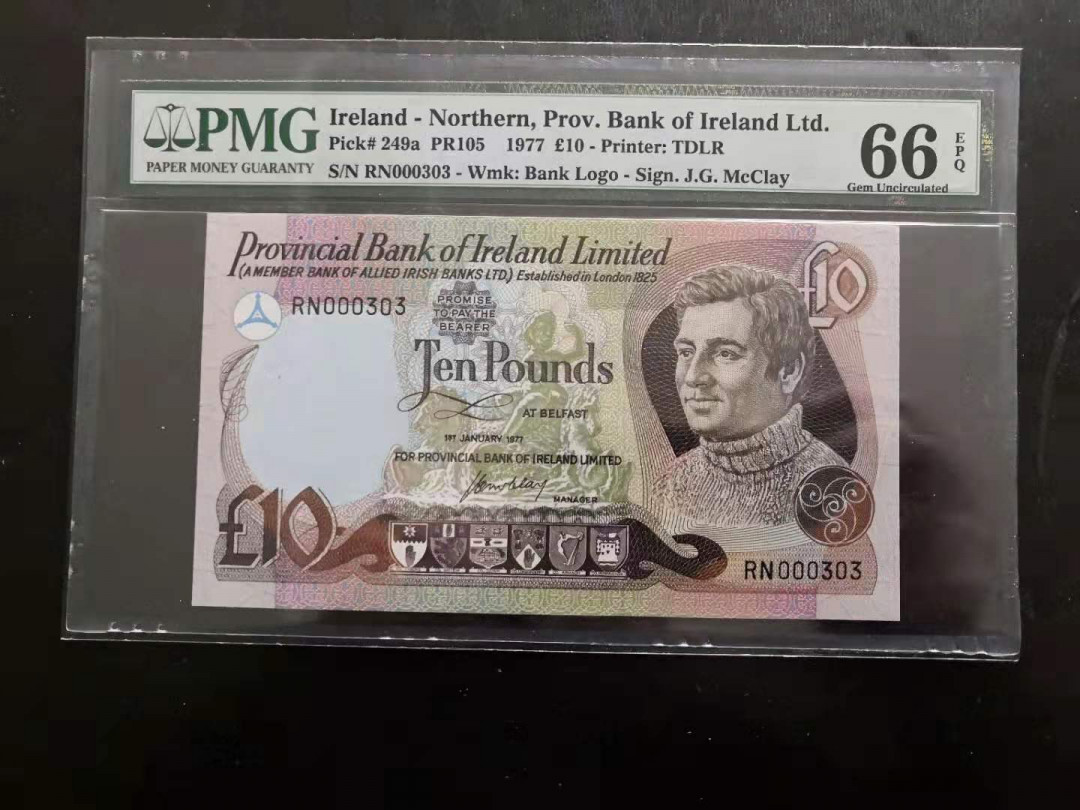 PMG
PAPER MONEY GUARANTY
Ireland - Northern, Prov. Bank of Ireland Ltd.
Pick# 249a PR105 1977 £10 - Printer: TDLR
S/N RN000303 - Wmk: Bank Logo - Sign. J.G. McClay
66
EPQ
Gem Uncirculated
Provincial Bank of Ireland Limited
(A MEMBER BANK OF ALLIED IRISH BANKS LTD.) Established in London 1825
£10
RN000303
PROMISE
TO PAY THE
BEARER
Ten Pounds
AT BELFAST
1ST JANUARY 1977
FOR PROVINCIAL BANK OF IRELAND LIMITED
MANAGER
£10
RN000303